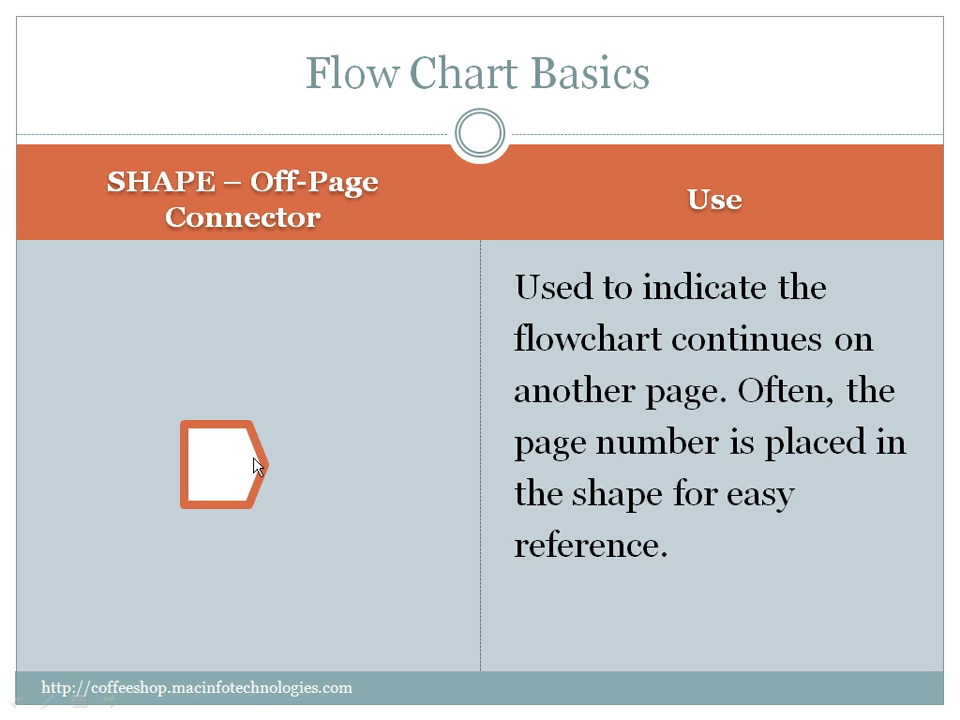 Flow Chart Basics
SHAPE – Off-Page
Connector
Use
Used to indicate the
flowchart continues on
another page. Often, the
page number is placed in
the shape for easy
reference.
http://coffeeshop.macinfotechnologies.com